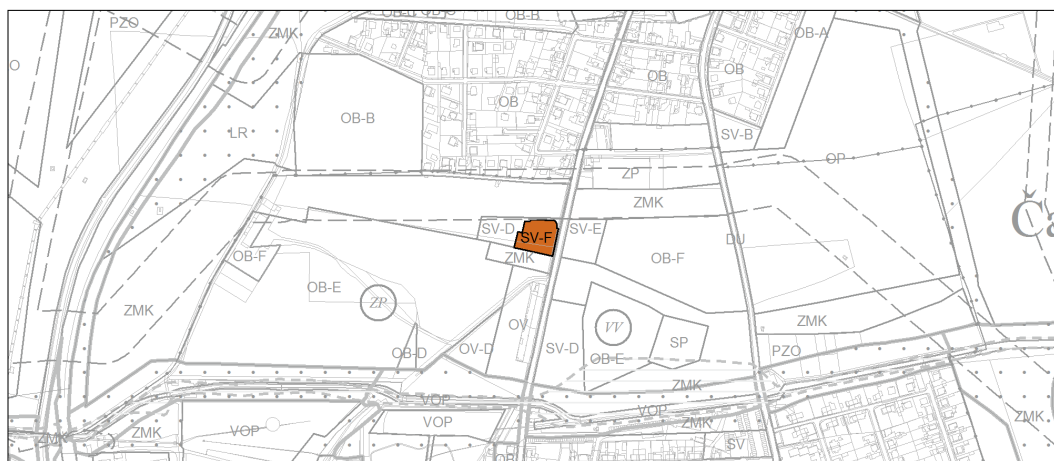 PZO
ZMK
OB-B
OB-A
O
OB
OB
OB-B
OB
LR
SV-B
ZP
OP
ZMK
SV-D
SV-F
SV-E
DU
ZMK
OB-F
OB-F
OB-E
ZP
ZMK
OV
VV
ZMK
SP
SV-D
OB-D
OV-D
OB-E
PZO
ZMK
VOP
VOP
ZMK
ZMK
ZMK
VOP
VOP
ZMK
SV
OB
Ča